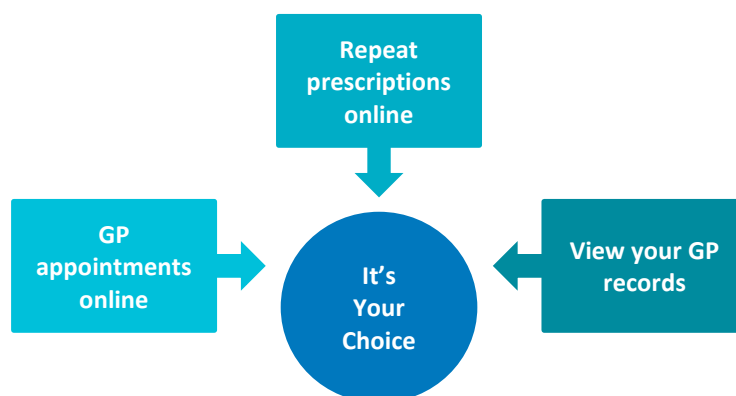 Repeat
prescriptions
online
GP
appointments
online
It’s
Your
Choice
View your GP
records